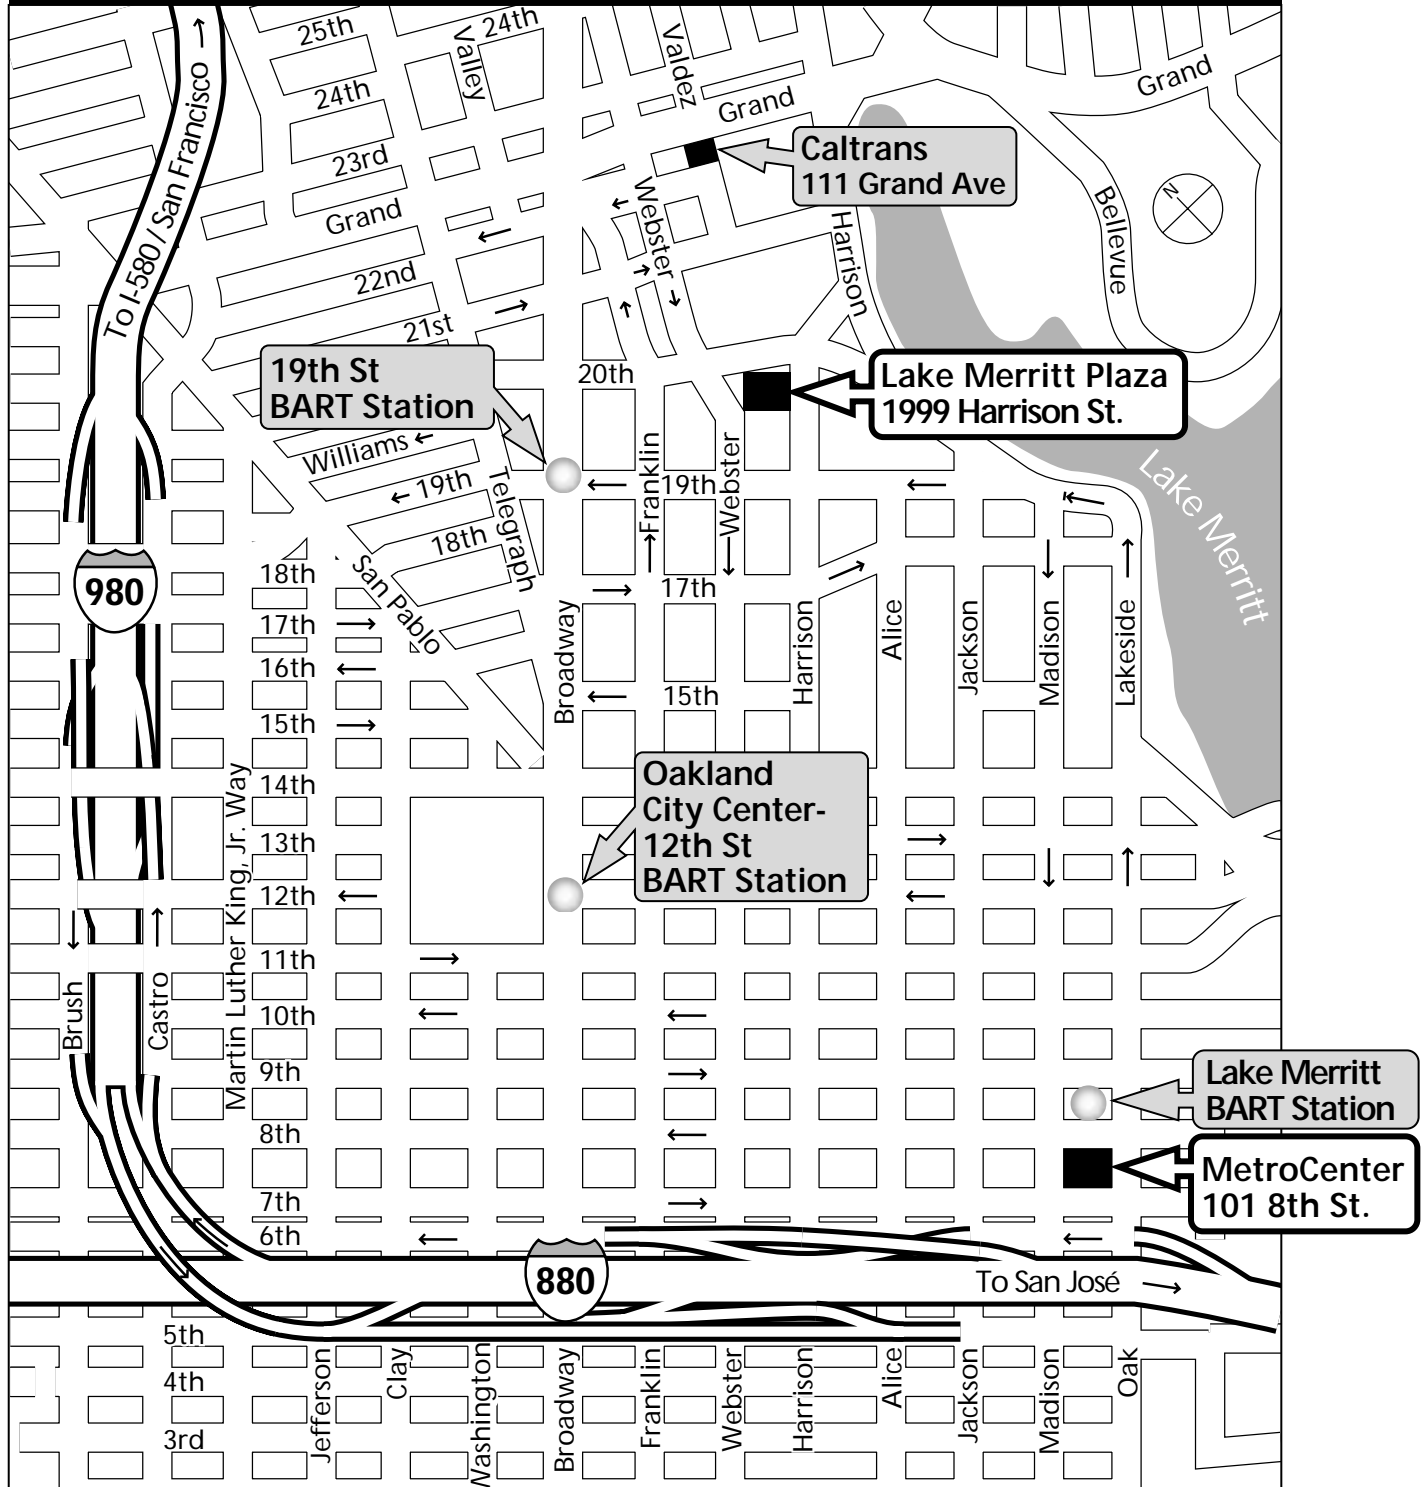 25th
24th
Valley
Valdez
24th
Grand
Grand
To I-580 / San Francisco
23rd
Caltrans
111 Grand Ave
Grand
Webster
Harrison
Bellevue
N
22nd
21st
19th St
BART Station
20th
Lake Merritt Plaza
1999 Harrison St.
Williams
19th
18th
Telegraph
San Pablo
Franklin
19th
Webster
Lake Merritt
980
18th
17th
16th
15th
17th
15th
Broadway
Harrison
Alice
Jackson
Madison
Lakeside
Oakland
City Center-
12th St
BART Station
14th
13th
12th
11th
10th
9th
8th
7th
6th
Martin Luther King, Jr. Way
Brush
Castro
Lake Merritt
BART Station
MetroCenter
101 8th St.
880
To San José
5th
4th
3rd
Jefferson
Clay
Washington
Broadway
Franklin
Webster
Harrison
Alice
Jackson
Madison
Oak